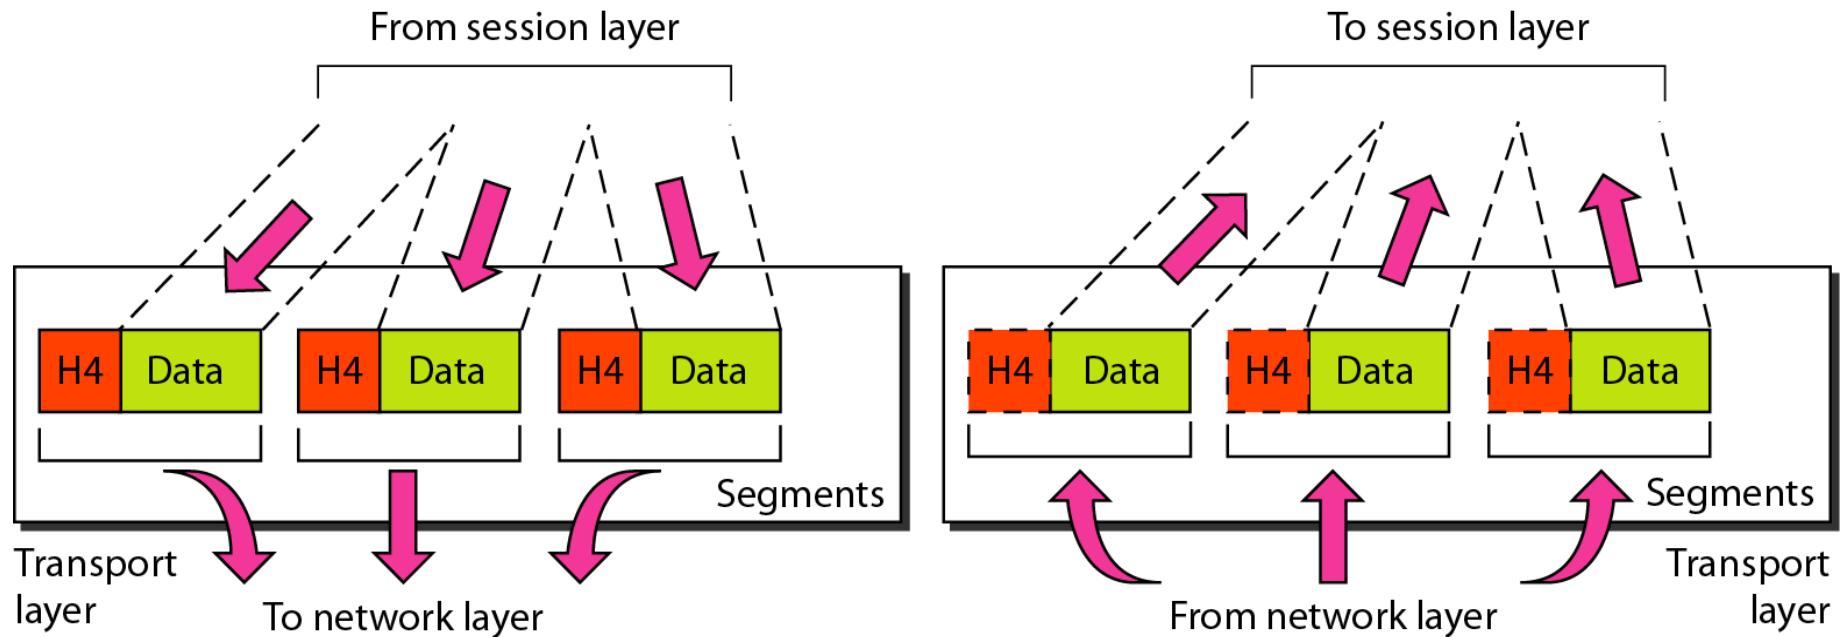 From session layer
H4 Data H4 Data H4 Data
Segments
Transport
layer
To network layer
To session layer
H4 Data H4 Data H4 Data
Segments
From network layer
Transport
layer